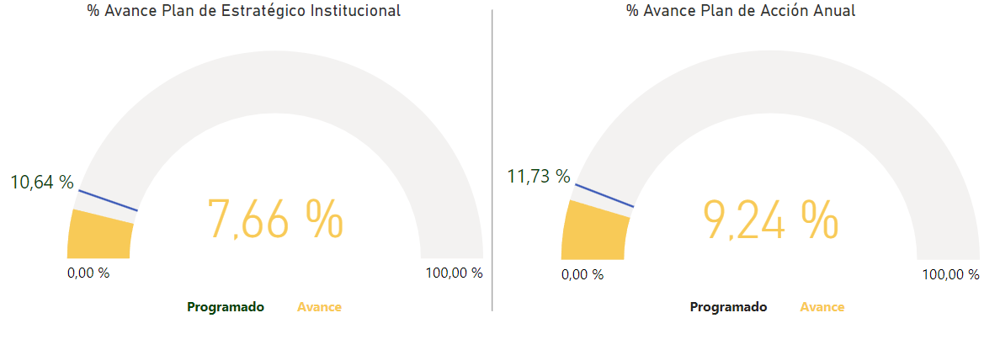 % Avance Plan de Estratégico Institucional
10,64 %
7,66 %
0,00 %
100,00 %
Programado Avance
% Avance Plan de Acción Anual
11,73 %
9,24 %
0,00 %
100,00 %
Programado Avance